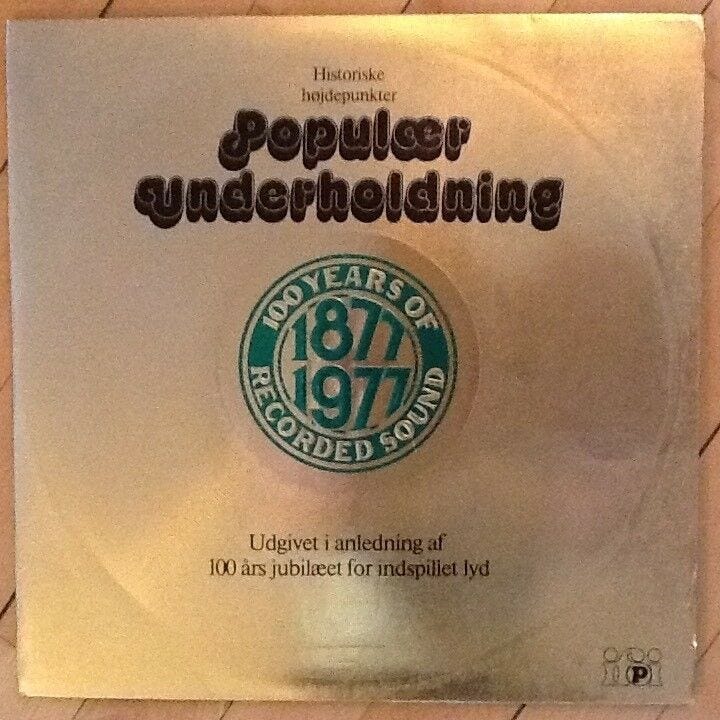 Historiske
højdepunkter
Populær
Underholdning
100 YEARS OF
1877
1977
RECORDED SOUND
Udgivet i anledning af
100 års jubilæet for indspillet lyd
ifpi